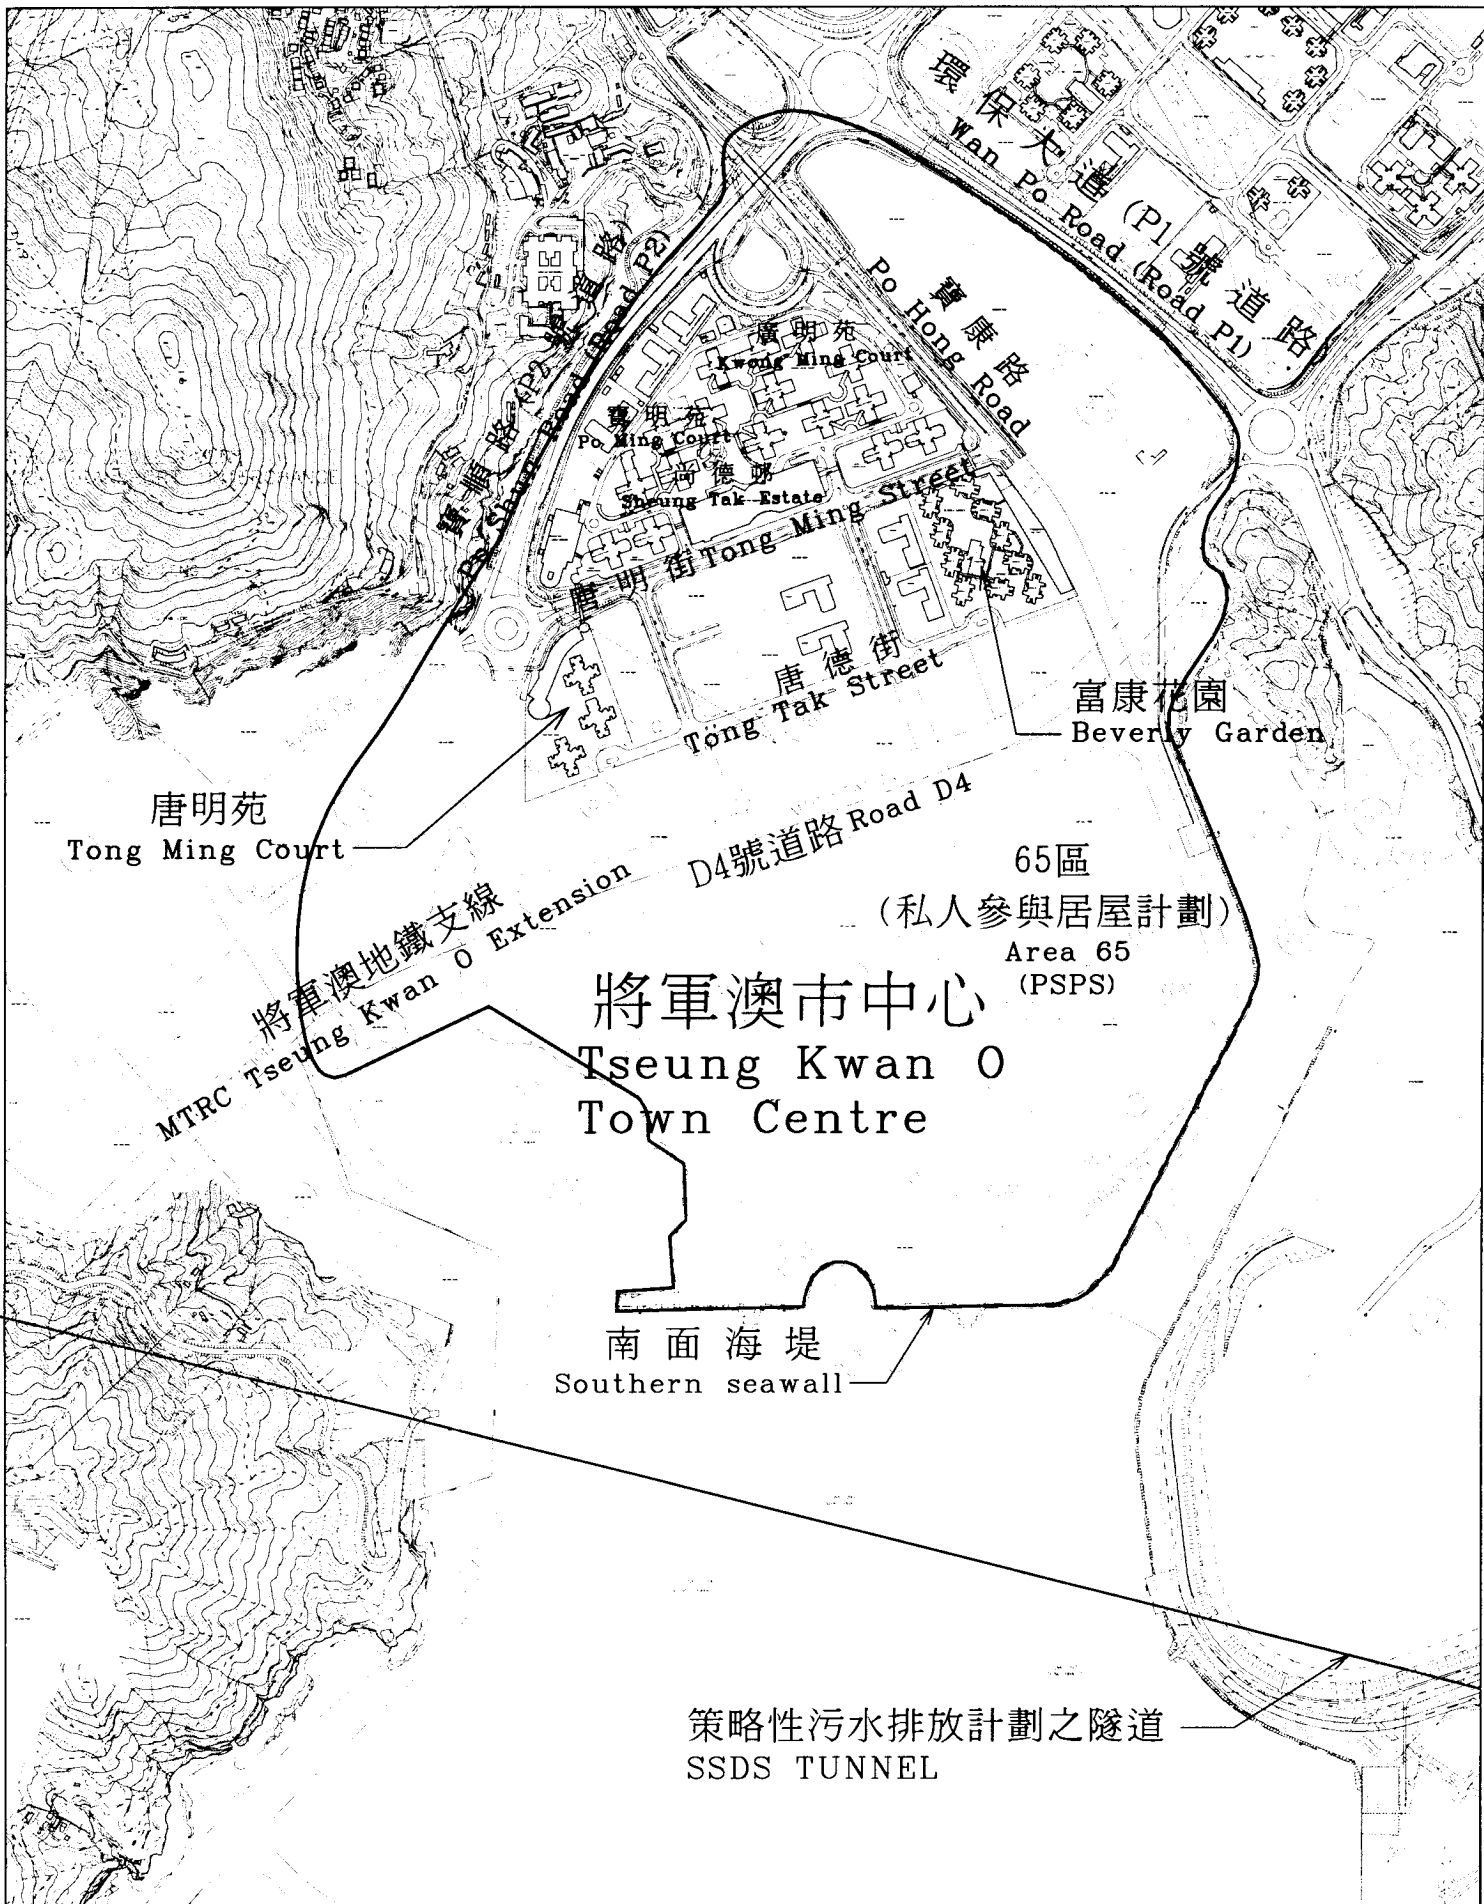 環保大道 (P1號道路)
Wan Po Road (Road P1)
寶順路 (P2號道路)
Po Shun Road (Road P2)
寶康路
Po Hong Road
廣明苑
Kwong Ming Court
寶明苑
Po Ming Court
尚德邨
Sheung Tak Estate
唐明街 Tong Ming Street
唐德街
Tong Tak Street
富康花園
Beverly Garden
唐明苑
Tong Ming Court
D4號道路 Road D4
65區
(私人參與居屋計劃)
Area 65
(PSPS)
將軍澳地鐵支線
MTRC Tseung Kwan O Extension
將軍澳市中心
Tseung Kwan O
Town Centre
南面海堤
Southern seawall
策略性污水排放計劃之隧道
SSDS TUNNEL